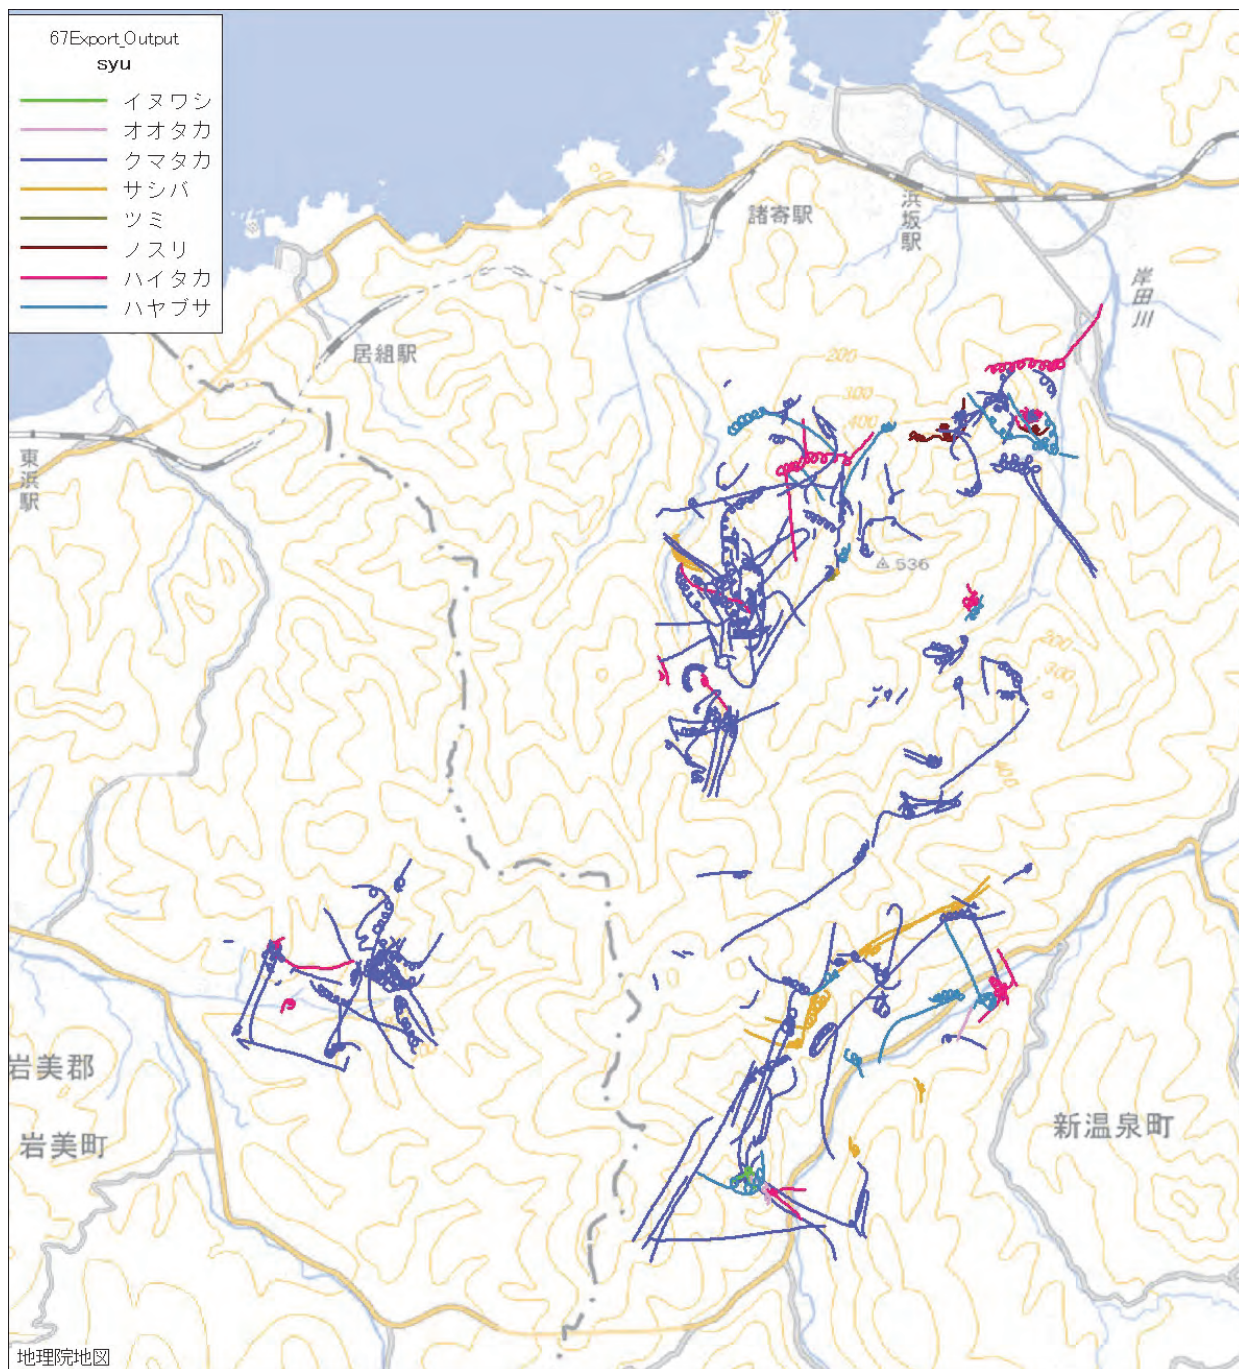 67Export_Output
syu
イヌワシ
オオタカ
クマタカ
サシバ
ツミ
ノスリ
ハイタカ
ハヤブサ
諸寄駅
浜坂駅
岸田川
居組駅
200
300
400
東浜駅
536
200
300
400
岩美郡
岩美町
新温泉町
地理院地図